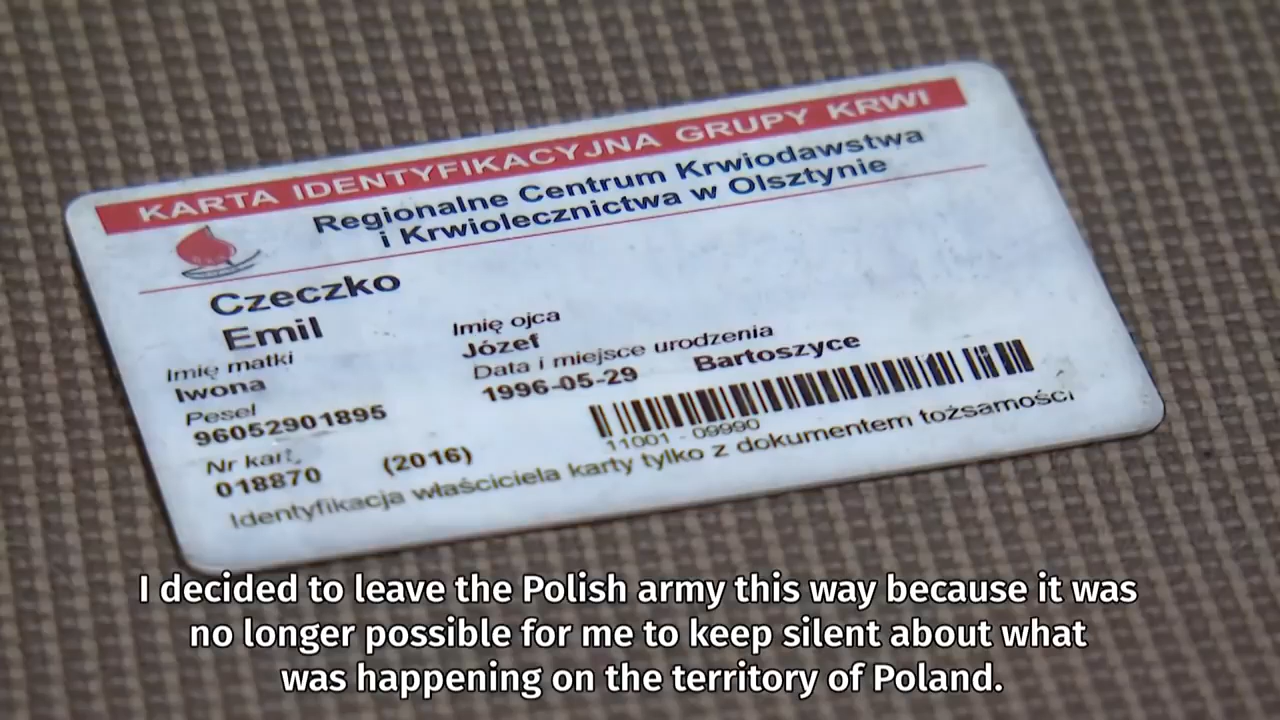 KARTA IDENTYFIKACYJNA GRUPY KRWI
Regionalne Centrum Krwiodawstwa
i Krwiolecznictwa w Olsztynie
Czeczko
Emil
Imię matki
Iwona
Imię ojca
Józef
Data i miejsce urodzenia
1996-05-29 Bartoszyce
Pesel
96052901895
11001 - 09990
Nr kart.
018870 (2016)
Identyfikacja właściciela karty tylko z dokumentem tożsamości
I decided to leave the Polish army this way because it was
no longer possible for me to keep silent about what
was happening on the territory of Poland.